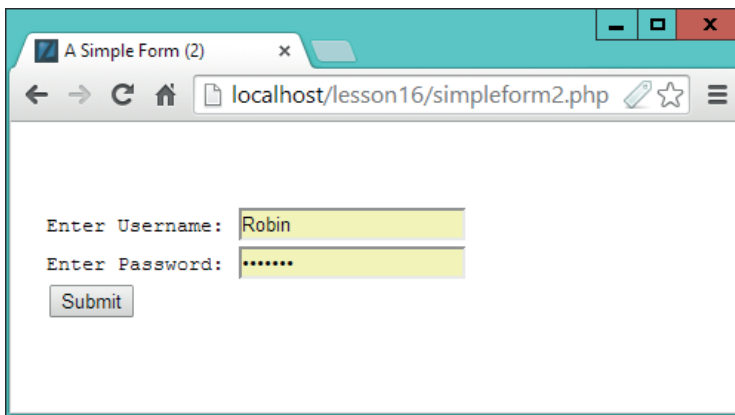 A Simple Form (2)
localhost/lesson16/simpleform2.php
Enter Username: Robin
Enter Password: •••••••
Submit